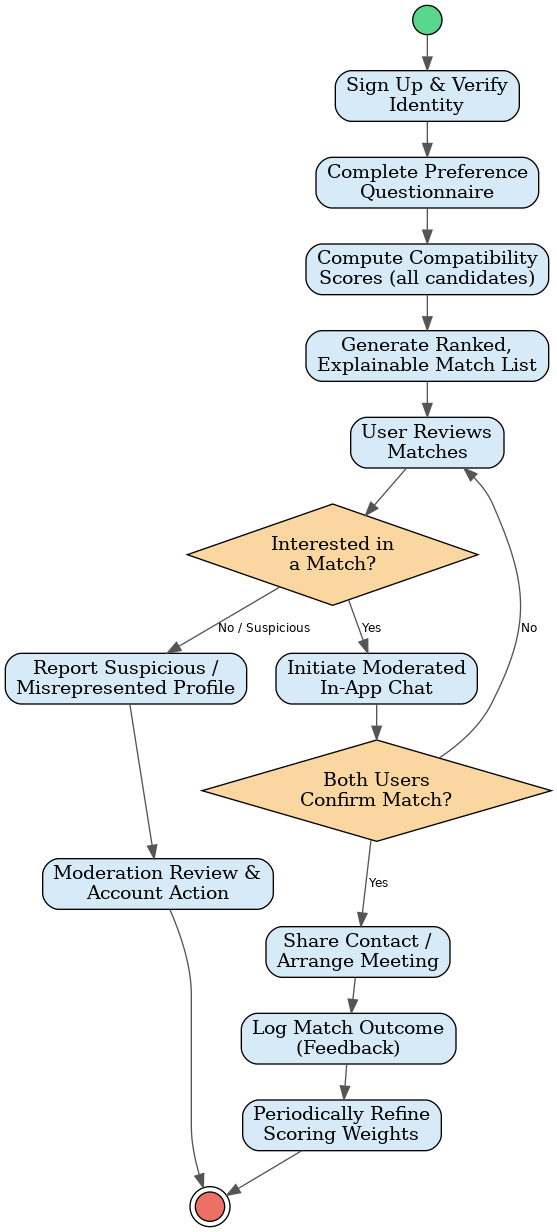 Sign Up & Verify
Identity
Complete Preference
Questionnaire
Compute Compatibility
Scores (all candidates)
Generate Ranked,
Explainable Match List
User Reviews
Matches
Interested in
a Match?
No / Suspicious
Yes
No
Report Suspicious /
Misrepresented Profile
Initiate Moderated
In-App Chat
Both Users
Confirm Match?
Moderation Review &
Account Action
Yes
Share Contact /
Arrange Meeting
Log Match Outcome
(Feedback)
Periodically Refine
Scoring Weights